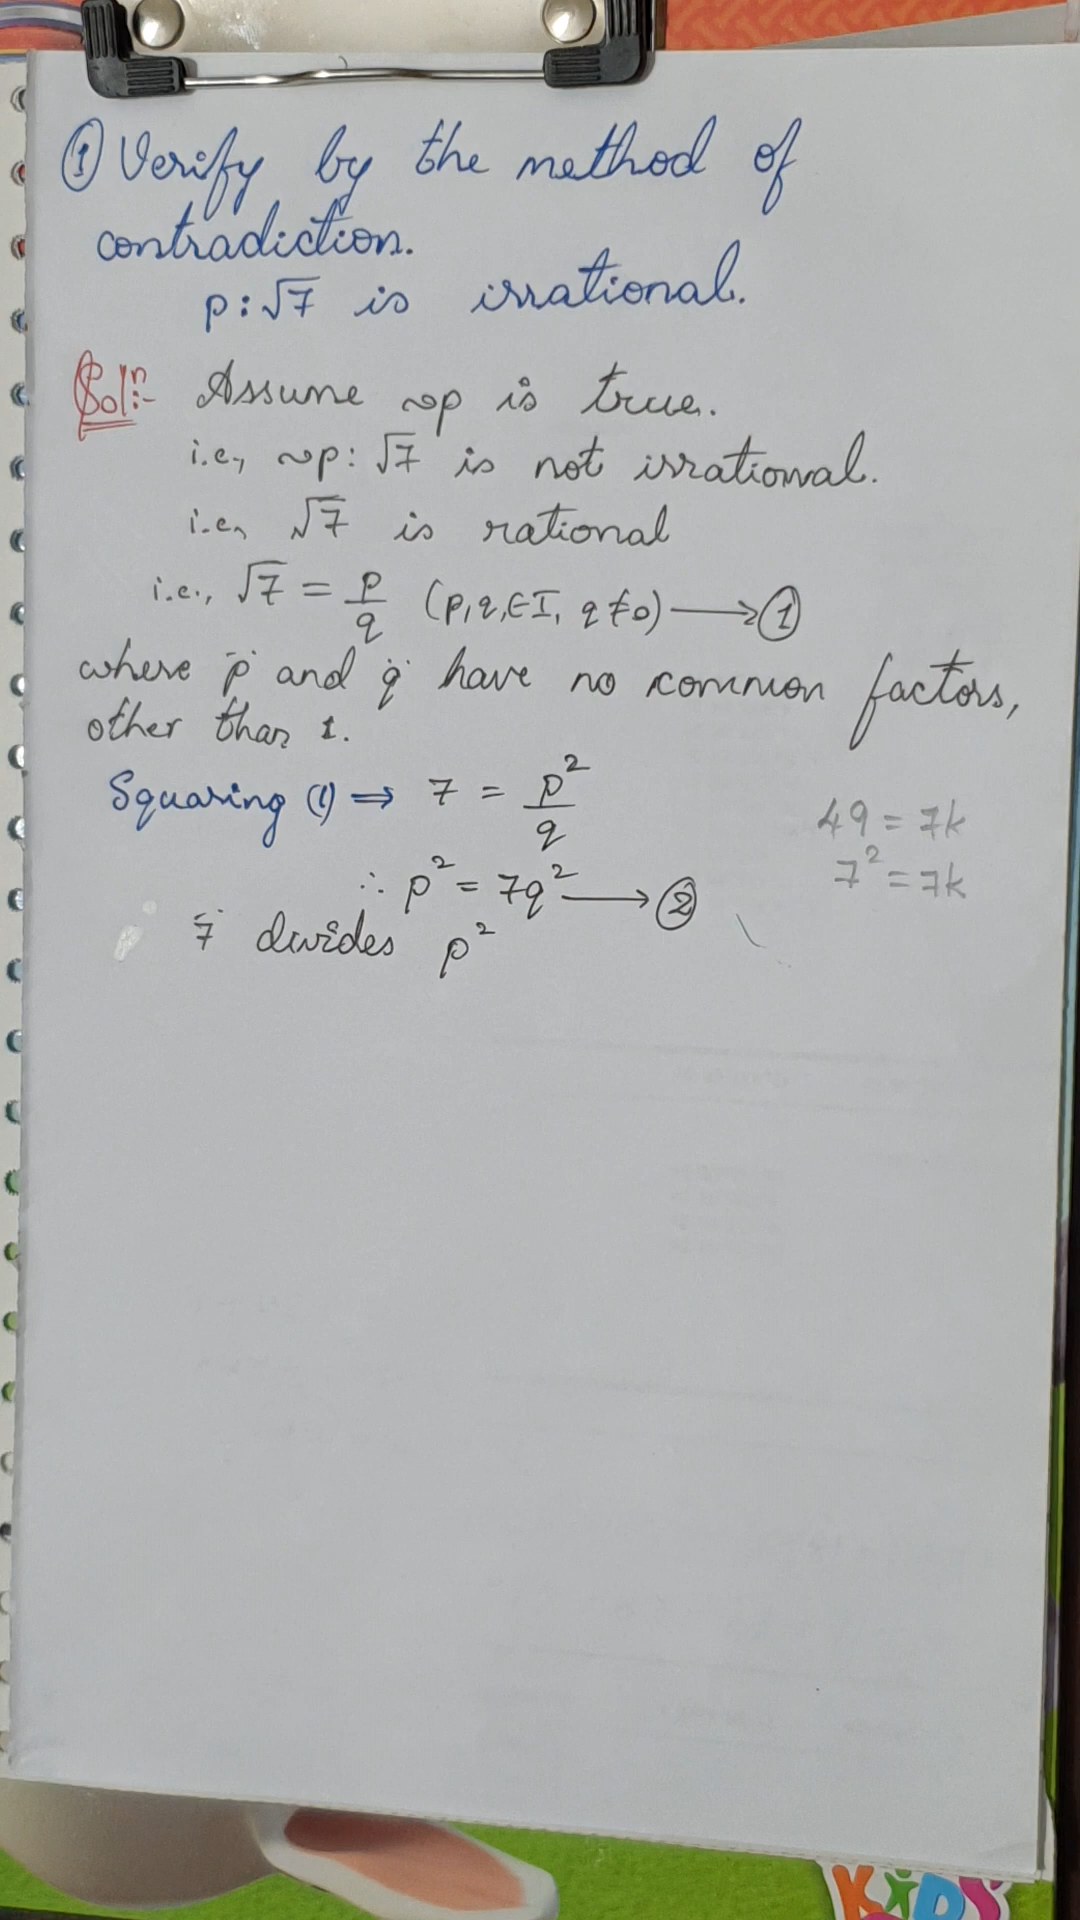 ① Verify by the method of
contradiction.
p: √7 is irrational.
Solⁿ:- Assume ~p is true.
i.e., ~p: √7 is not irrational.
i.e., √7 is rational
i.e., √7 = p/q (p, q, ∈ I, q ≠ 0) ⟶ ①
where p and q have no common factors,
other than 1.
Squaring (1) ⇒ 7 = p²/q
∴ p² = 7q² ⟶ ②
7 divides p²
49 = 7k
7² = 7k
KIDS